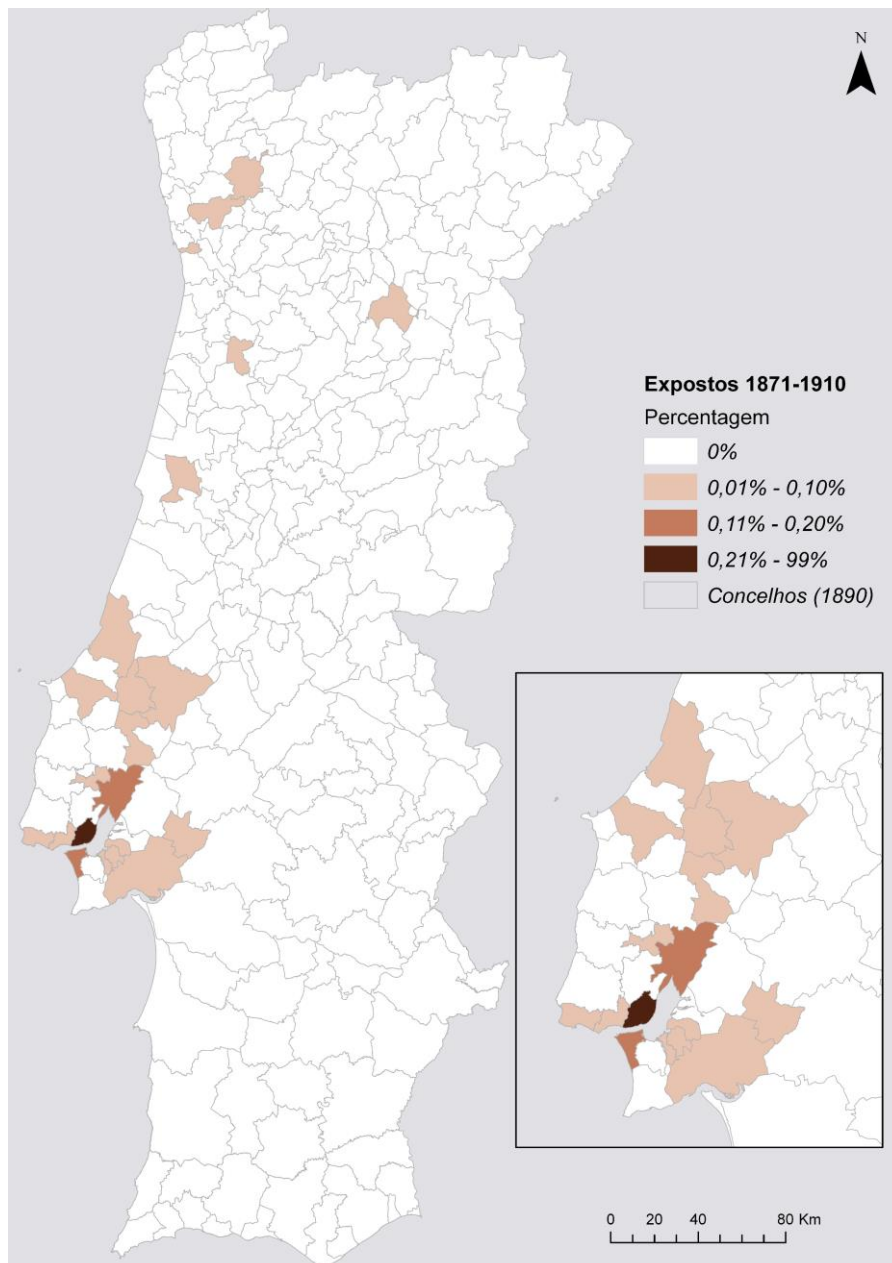 N
Expostos 1871-1910
Percentagem
0%
0,01% - 0,10%
0,11% - 0,20%
0,21% - 99%
Concelhos (1890)
0 20 40 80 Km